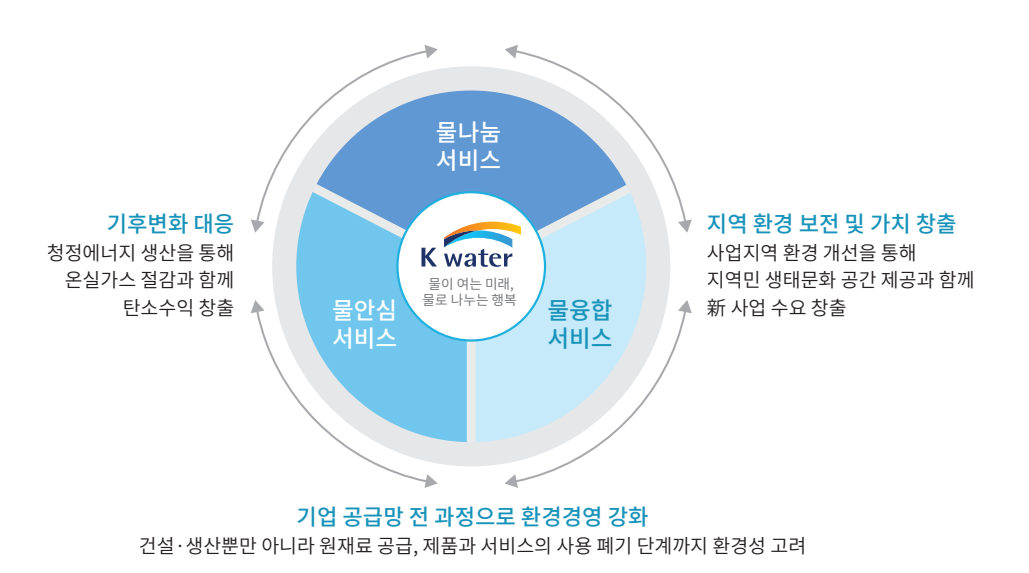 물나눔
서비스
기후변화 대응
청정에너지 생산을 통해
온실가스 절감과 함께
탄소수익 창출
지역 환경 보전 및 가치 창출
사업지역 환경 개선을 통해
지역민 생태문화 공간 제공과 함께
新 사업 수요 창출
K water
물이 여는 미래,
물로 나누는 행복
물안심
서비스
물융합
서비스
기업 공급망 전 과정으로 환경경영 강화
건설·생산뿐만 아니라 원재료 공급, 제품과 서비스의 사용 폐기 단계까지 환경성 고려